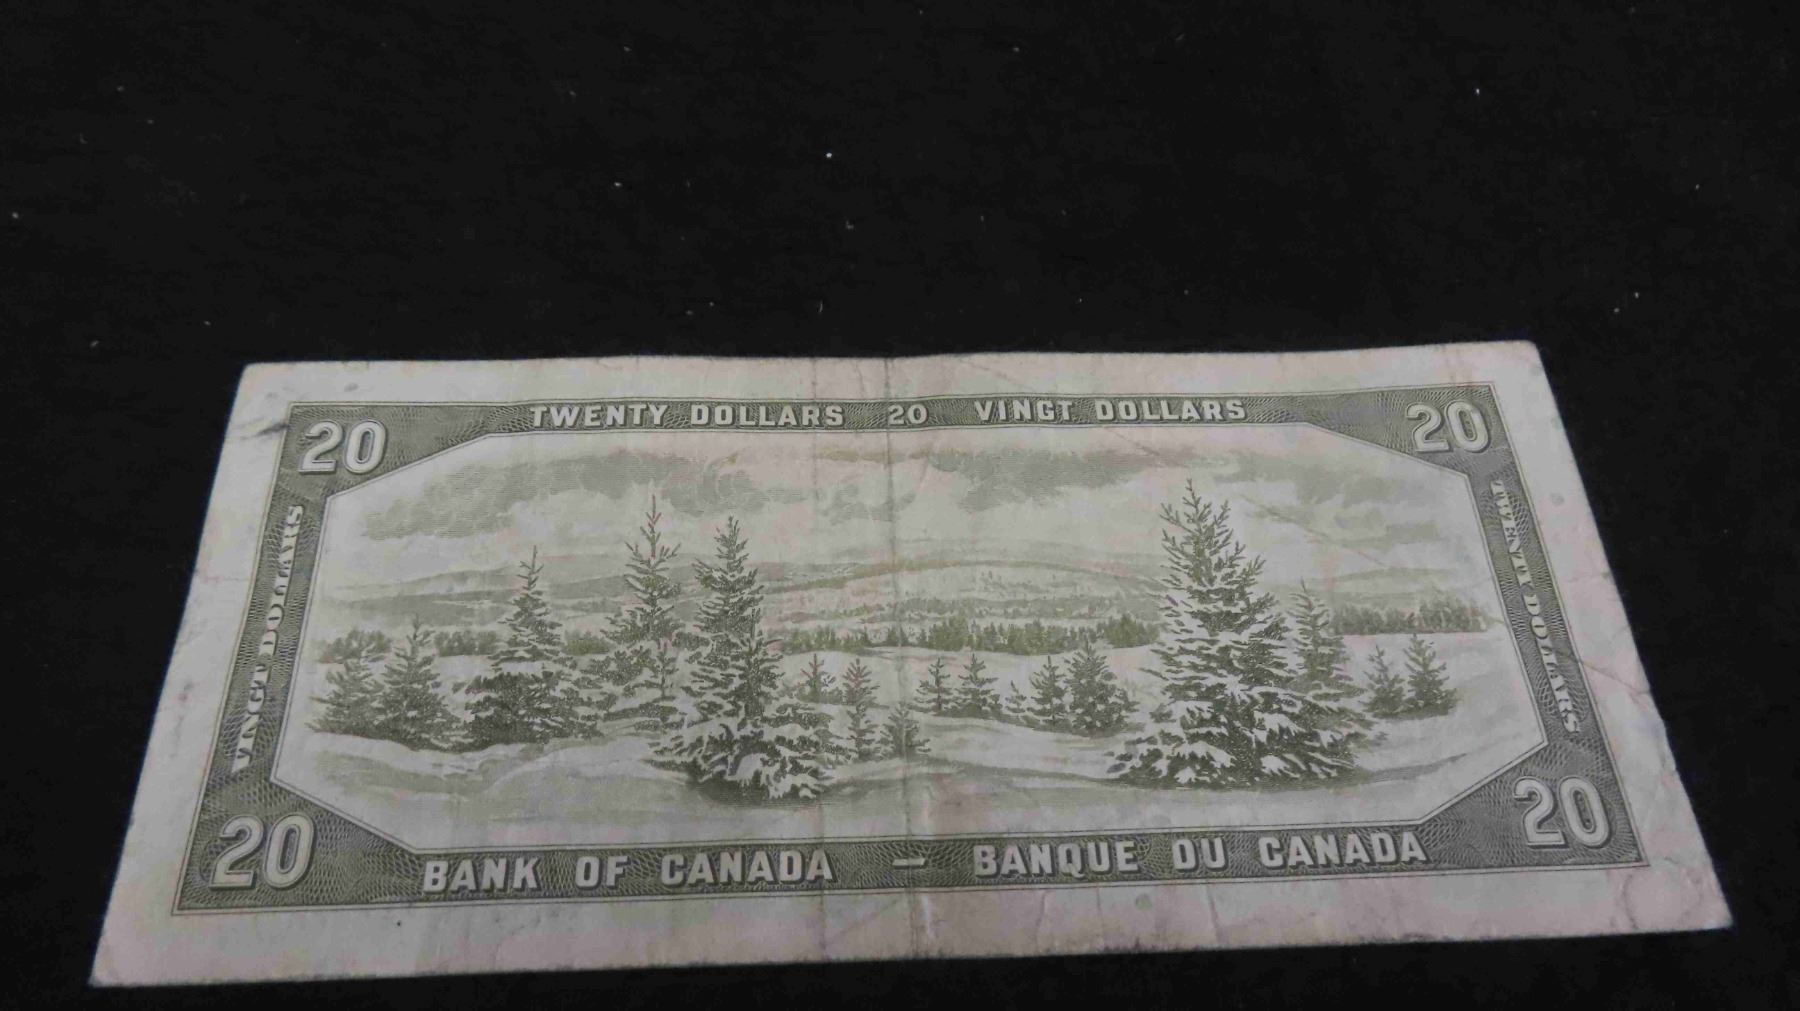 TWENTY DOLLARS 20 VINGT DOLLARS
20
20
VINGT DOLLARS
TWENTY DOLLARS
20
20
BANK OF CANADA — BANQUE DU CANADA